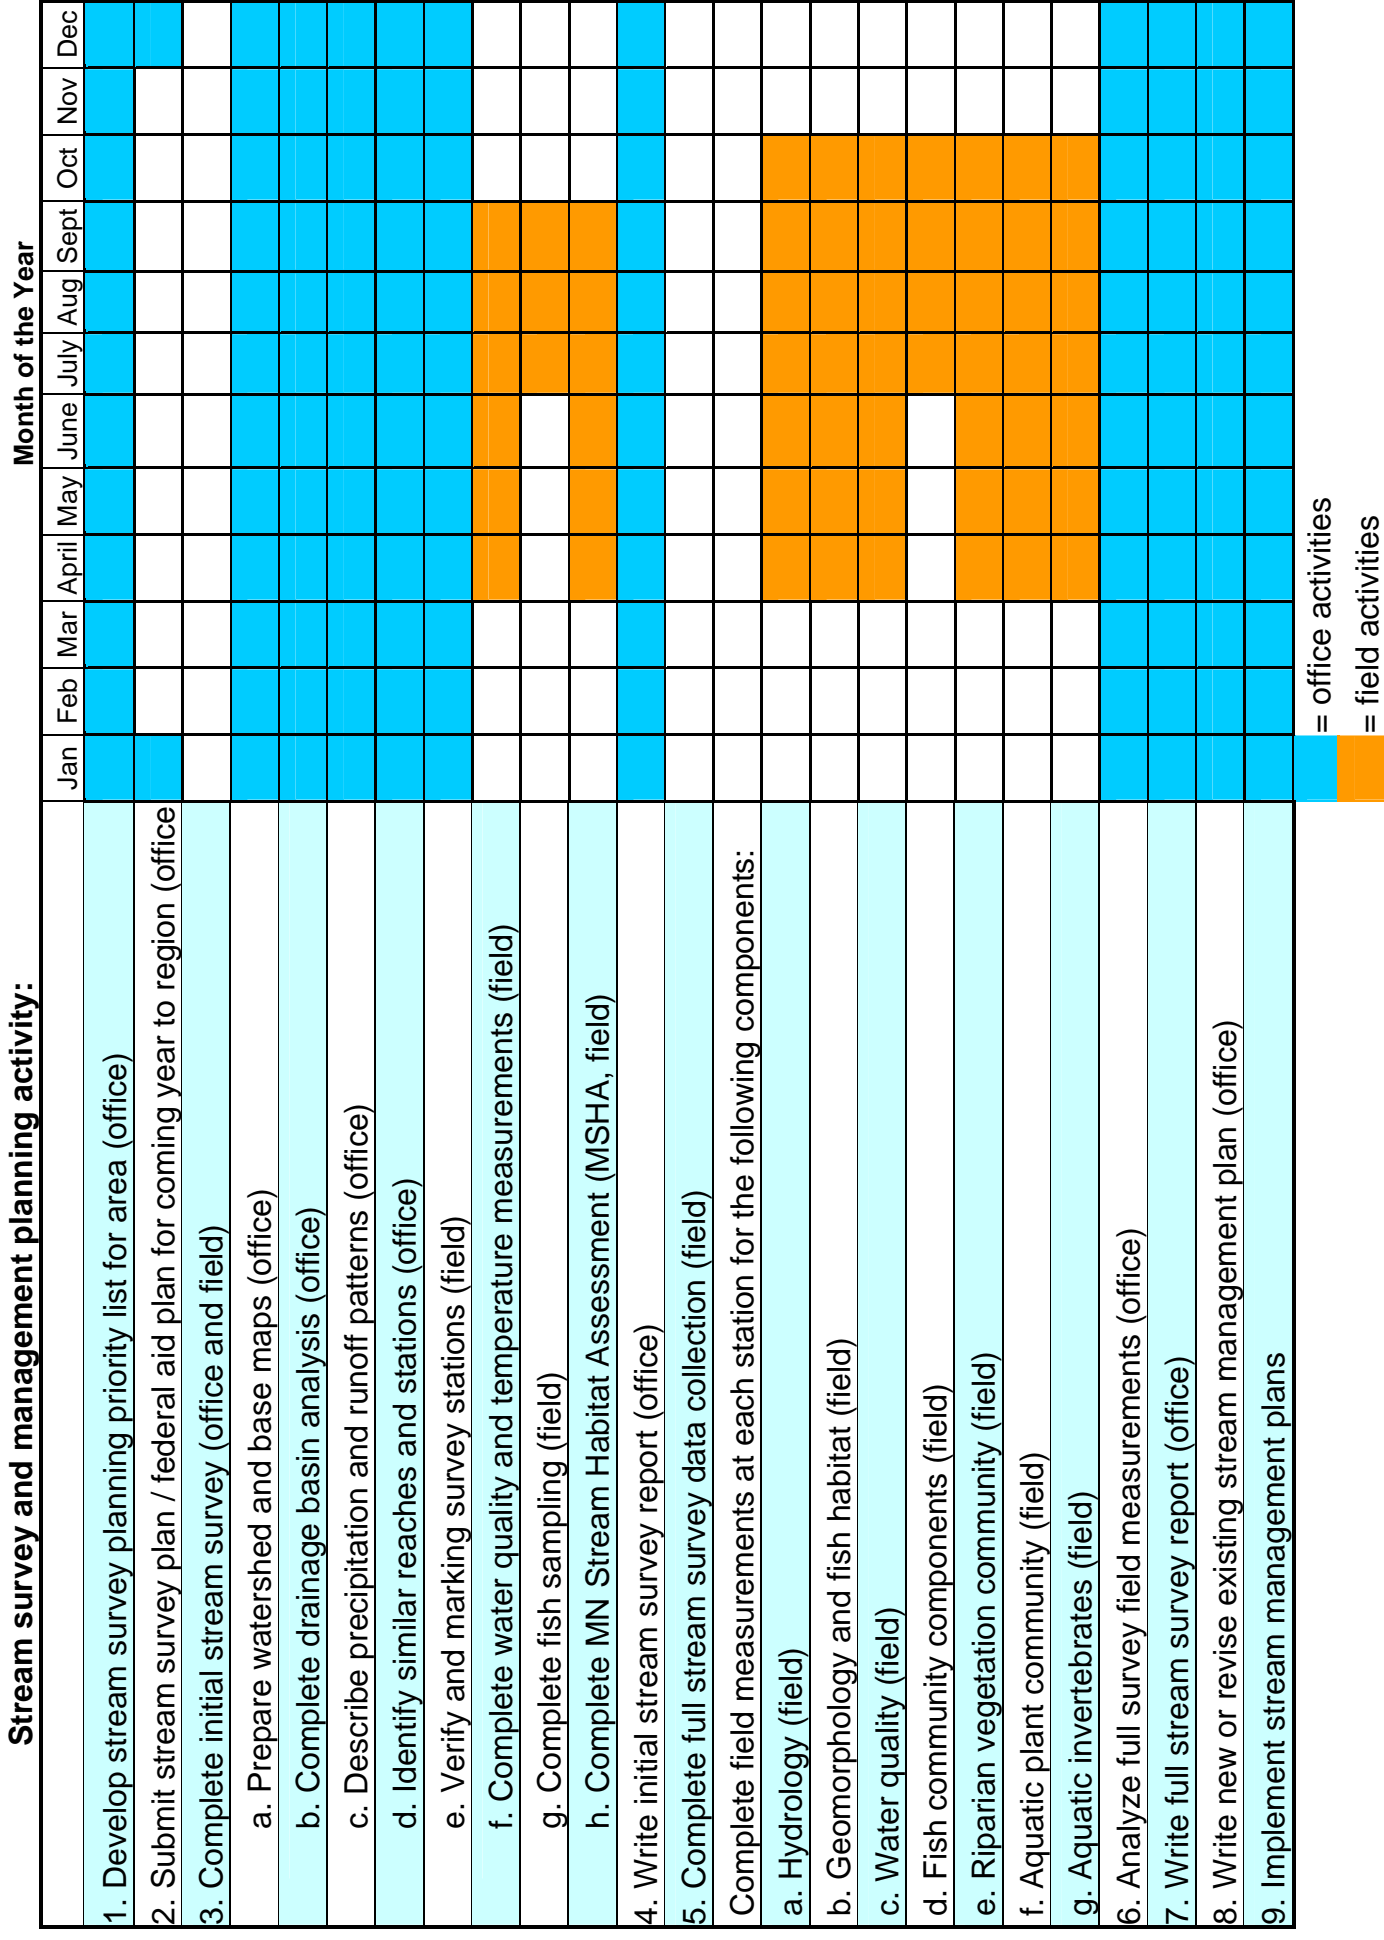 Stream survey and management planning activity:
Month of the Year
Jan Feb Mar April May June July Aug Sept Oct Nov Dec
1. Develop stream survey planning priority list for area (office)
2. Submit stream survey plan / federal aid plan for coming year to region (office
3. Complete initial stream survey (office and field)
a. Prepare watershed and base maps (office)
b. Complete drainage basin analysis (office)
c. Describe precipitation and runoff patterns (office)
d. Identify similar reaches and stations (office)
e. Verify and marking survey stations (field)
f. Complete water quality and temperature measurements (field)
g. Complete fish sampling (field)
h. Complete MN Stream Habitat Assessment (MSHA, field)
4. Write initial stream survey report (office)
5. Complete full stream survey data collection (field)
Complete field measurements at each station for the following components:
a. Hydrology (field)
b. Geomorphology and fish habitat (field)
c. Water quality (field)
d. Fish community components (field)
e. Riparian vegetation community (field)
f. Aquatic plant community (field)
g. Aquatic invertebrates (field)
6. Analyze full survey field measurements (office)
7. Write full stream survey report (office)
8. Write new or revise existing stream management plan (office)
9. Implement stream management plans
= office activities
= field activities